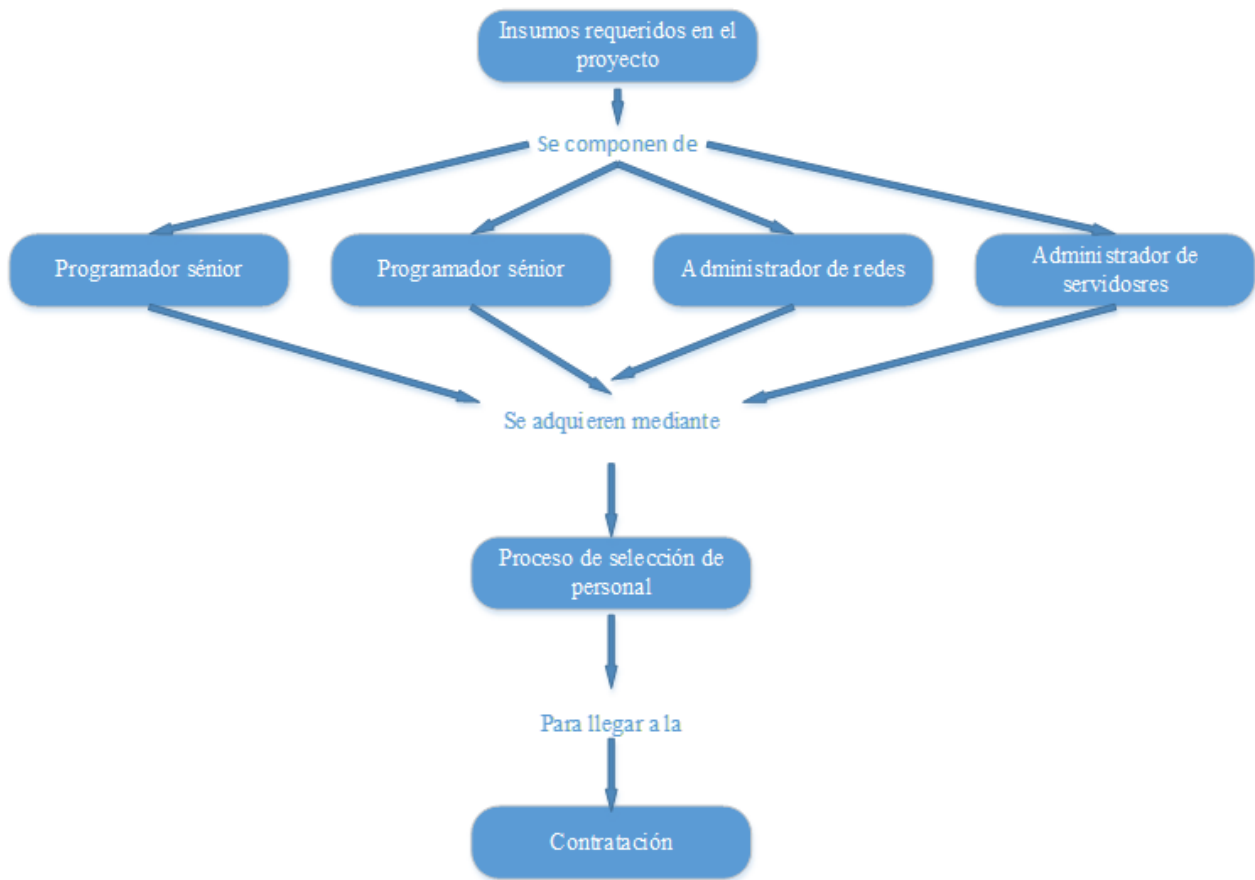 Insumos requeridos en el
proyecto
Se componen de
Programador sénior
Programador sénior
Administrador de redes
Administrador de
servidosres
Se adquieren mediante
Proceso de selección de
personal
Para llegar a la
Contratación